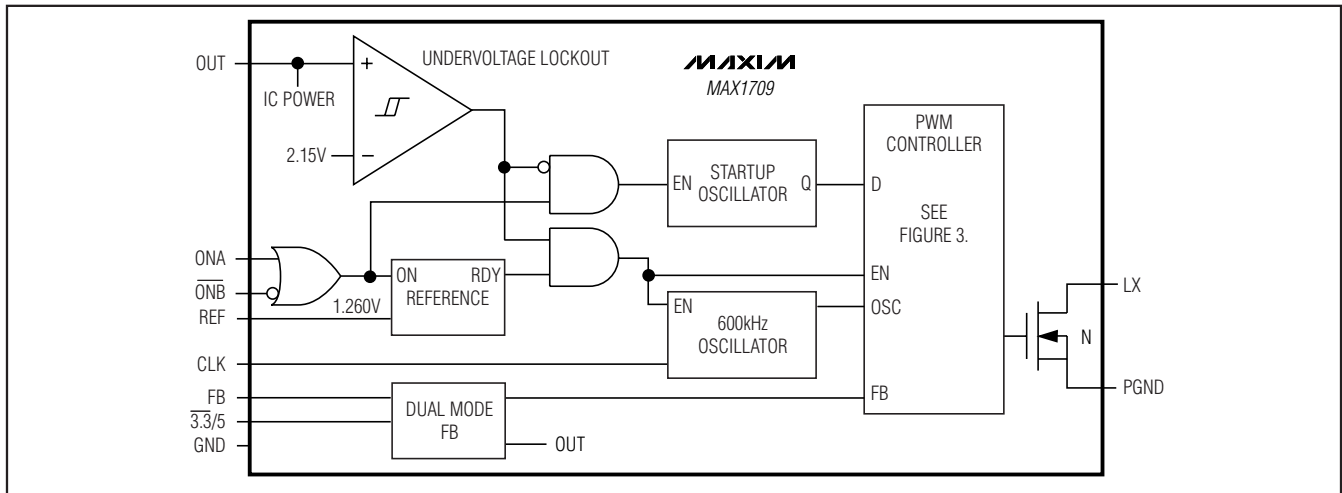 OUT
IC POWER
+
UNDERVOLTAGE LOCKOUT
2.15V
−
MAXIM
MAX1709
EN
STARTUP
OSCILLATOR
Q
PWM
CONTROLLER
D
SEE
FIGURE 3.
ONA
O̅N̅B̅
REF
1.260V
ON
RDY
REFERENCE
EN
600kHz
OSCILLATOR
EN
OSC
LX
N
PGND
CLK
FB
3̅.3̅/5
GND
DUAL MODE
FB
OUT
FB